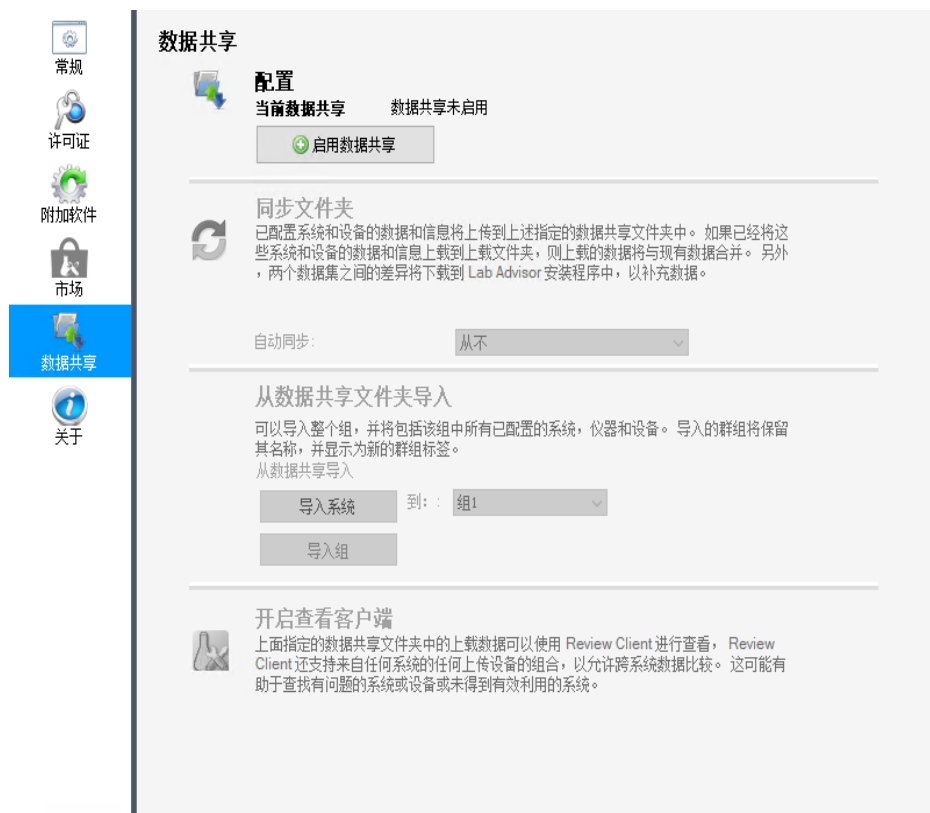 常规
许可证
附加软件
市场
数据共享
关于
数据共享
配置
当前数据共享 数据共享未启用
启用数据共享
同步文件夹
已配置系统和设备的数据和信息将上传到上述指定的数据共享文件夹中。如果已经将这
些系统和设备的数据和信息上载到上载文件夹，则上载的数据将与现有数据合并。另外
，两个数据集之间的差异将下载到 Lab Advisor 安装程序中，以补充数据。
自动同步: 从不
从数据共享文件夹导入
可以导入整个组，并将包括该组中所有已配置的系统，仪器和设备。导入的群组将保留
其名称，并显示为新的群组标签。
从数据共享导入
导入系统 到：: 组1
导入组
开启查看客户端
上面指定的数据共享文件夹中的上载数据可以使用 Review Client 进行查看， Review
Client 还支持来自任何系统的任何上传设备的组合，以允许跨系统数据比较。这可能有
助于查找有问题的系统或设备或未得到有效利用的系统。